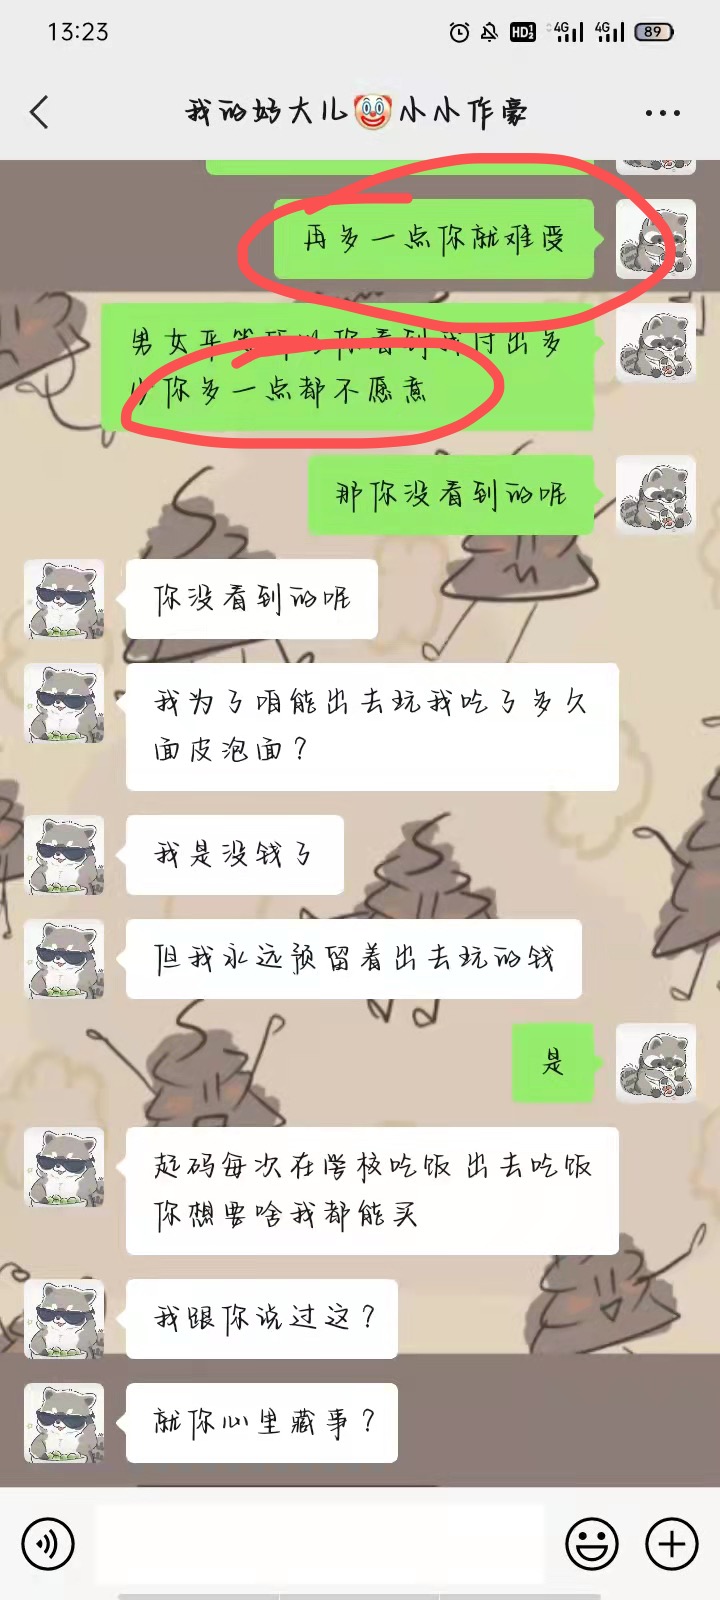 13:23
HD 4G 4G 89
我的好大儿🤡小小作豪
再多一点你就难受
男女平等所以你看到我付出多
少你多一点都不愿意
那你没看到的呢
你没看到的呢
我为了咱能出去玩我吃了多久
面皮泡面？
我是没钱了
但我永远预留着出去玩的钱
是
起码每次在学校吃饭 出去吃饭
你想要啥我都能买
我跟你说过这？
就你心里藏事？